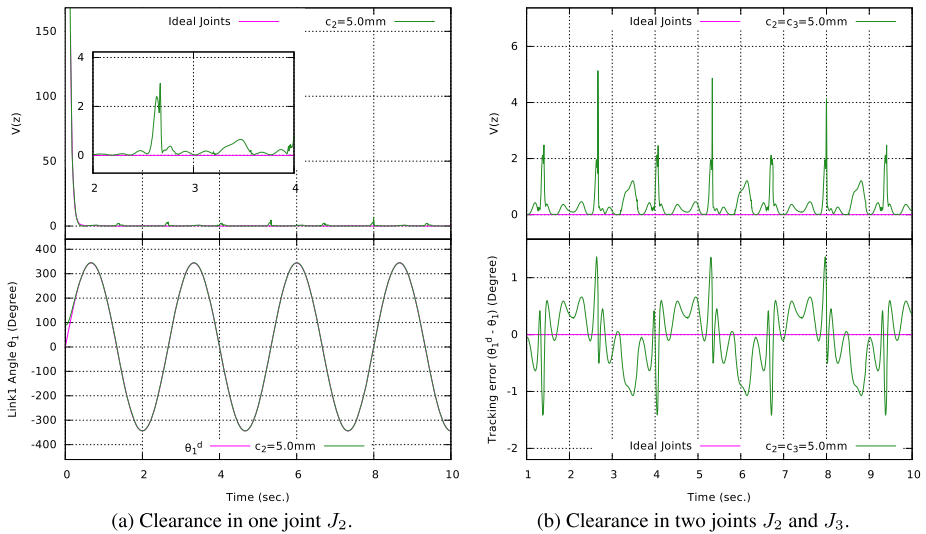 Ideal Joints c₂=5.0mm
150
100
50
0
V(z)
4
2
0
2 3 4
400
300
200
100
0
-100
-200
-300
-400
Link1 Angle θ₁ (Degree)
θ₁ᵈ c₂=5.0mm
0 2 4 6 8 10
Time (sec.)
(a) Clearance in one joint J₂.
Ideal Joints c₂=c₃=5.0mm
6
4
2
0
V(z)
1
0
-1
-2
Tracking error (θ₁ᵈ - θ₁) (Degree)
Ideal Joints c₂=c₃=5.0mm
1 2 3 4 5 6 7 8 9 10
Time (sec.)
(b) Clearance in two joints J₂ and J₃.